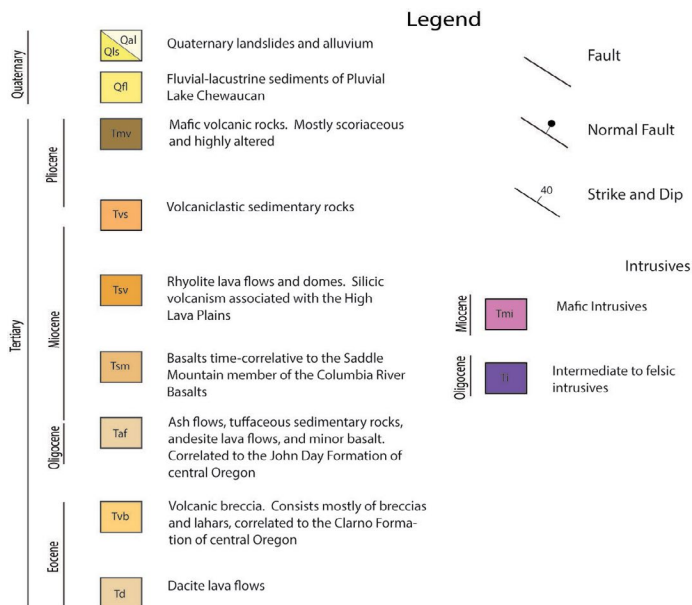 Legend
Quaternary
Qal
Qls
Quaternary landslides and alluvium
Qfl
Fluvial-lacustrine sediments of Pluvial
Lake Chewaucan
Tertiary
Pliocene
Tmv
Mafic volcanic rocks.  Mostly scoriaceous
and highly altered
Tvs
Volcaniclastic sedimentary rocks
Miocene
Tsv
Rhyolite lava flows and domes.  Silicic
volcanism associated with the High
Lava Plains
Tsm
Basalts time-correlative to the Saddle
Mountain member of the Columbia River
Basalts
Oligocene
Taf
Ash flows, tuffaceous sedimentary rocks,
andesite lava flows, and minor basalt.
Correlated to the John Day Formation of
central Oregon
Eocene
Tvb
Volcanic breccia.  Consists mostly of breccias
and lahars, correlated to the Clarno Forma-
tion of central Oregon
Td
Dacite lava flows
Fault
Normal Fault
40
Strike and Dip
Intrusives
Miocene
Tmi
Mafic Intrusives
Oligocene
Ti
Intermediate to felsic
intrusives